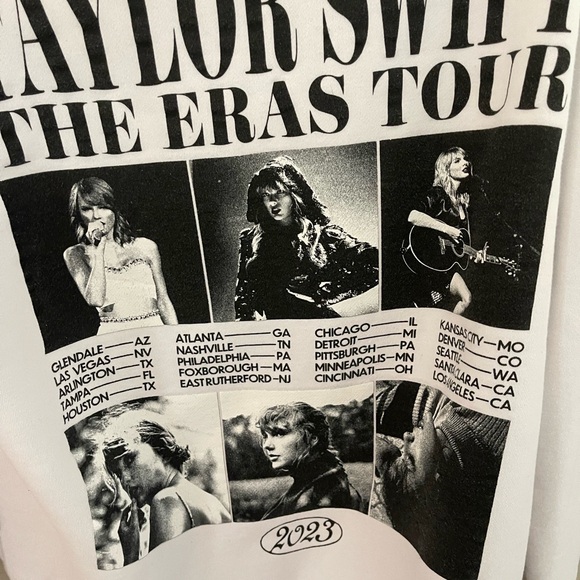 TAYLOR SWIFT
THE ERAS TOUR
GLENDALE—AZ
LAS VEGAS—NV
ARLINGTON—TX
TAMPA—FL
HOUSTON—TX
ATLANTA—GA
NASHVILLE—TN
PHILADELPHIA—PA
FOXBOROUGH—MA
EAST RUTHERFORD-NJ
CHICAGO—IL
DETROIT—MI
PITTSBURGH—PA
MINNEAPOLIS—MN
CINCINNATI—OH
KANSAS CITY—MO
DENVER—CO
SEATTLE—WA
SANTA CLARA—CA
LOS ANGELES—CA
2023